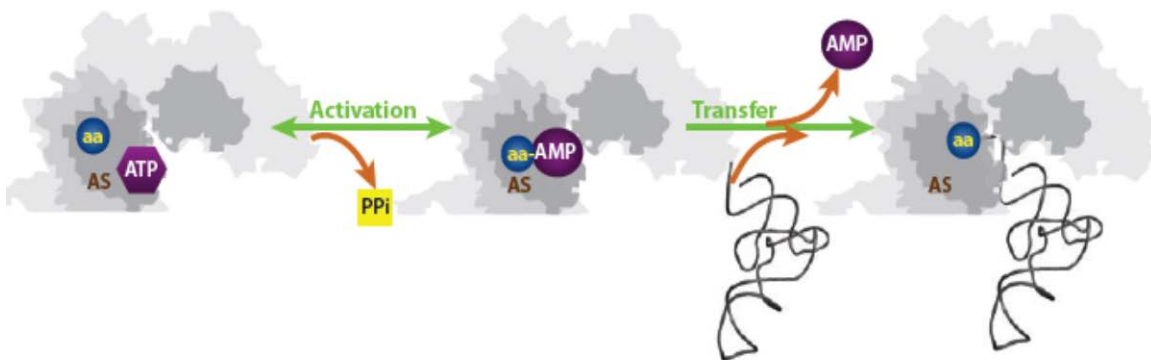 aa
ATP
AS
Activation
PPi
aa-AMP
AS
Transfer
AMP
aa
AS